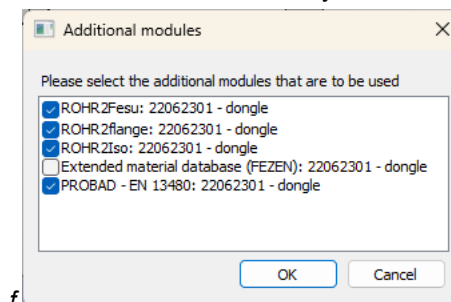 Additional modules
Please select the additional modules that are to be used
ROHR2Fesu: 22062301 - dongle
ROHR2flange: 22062301 - dongle
ROHR2Iso: 22062301 - dongle
Extended material database (FEZEN): 22062301 - dongle
PROBAD - EN 13480: 22062301 - dongle
OK Cancel
f